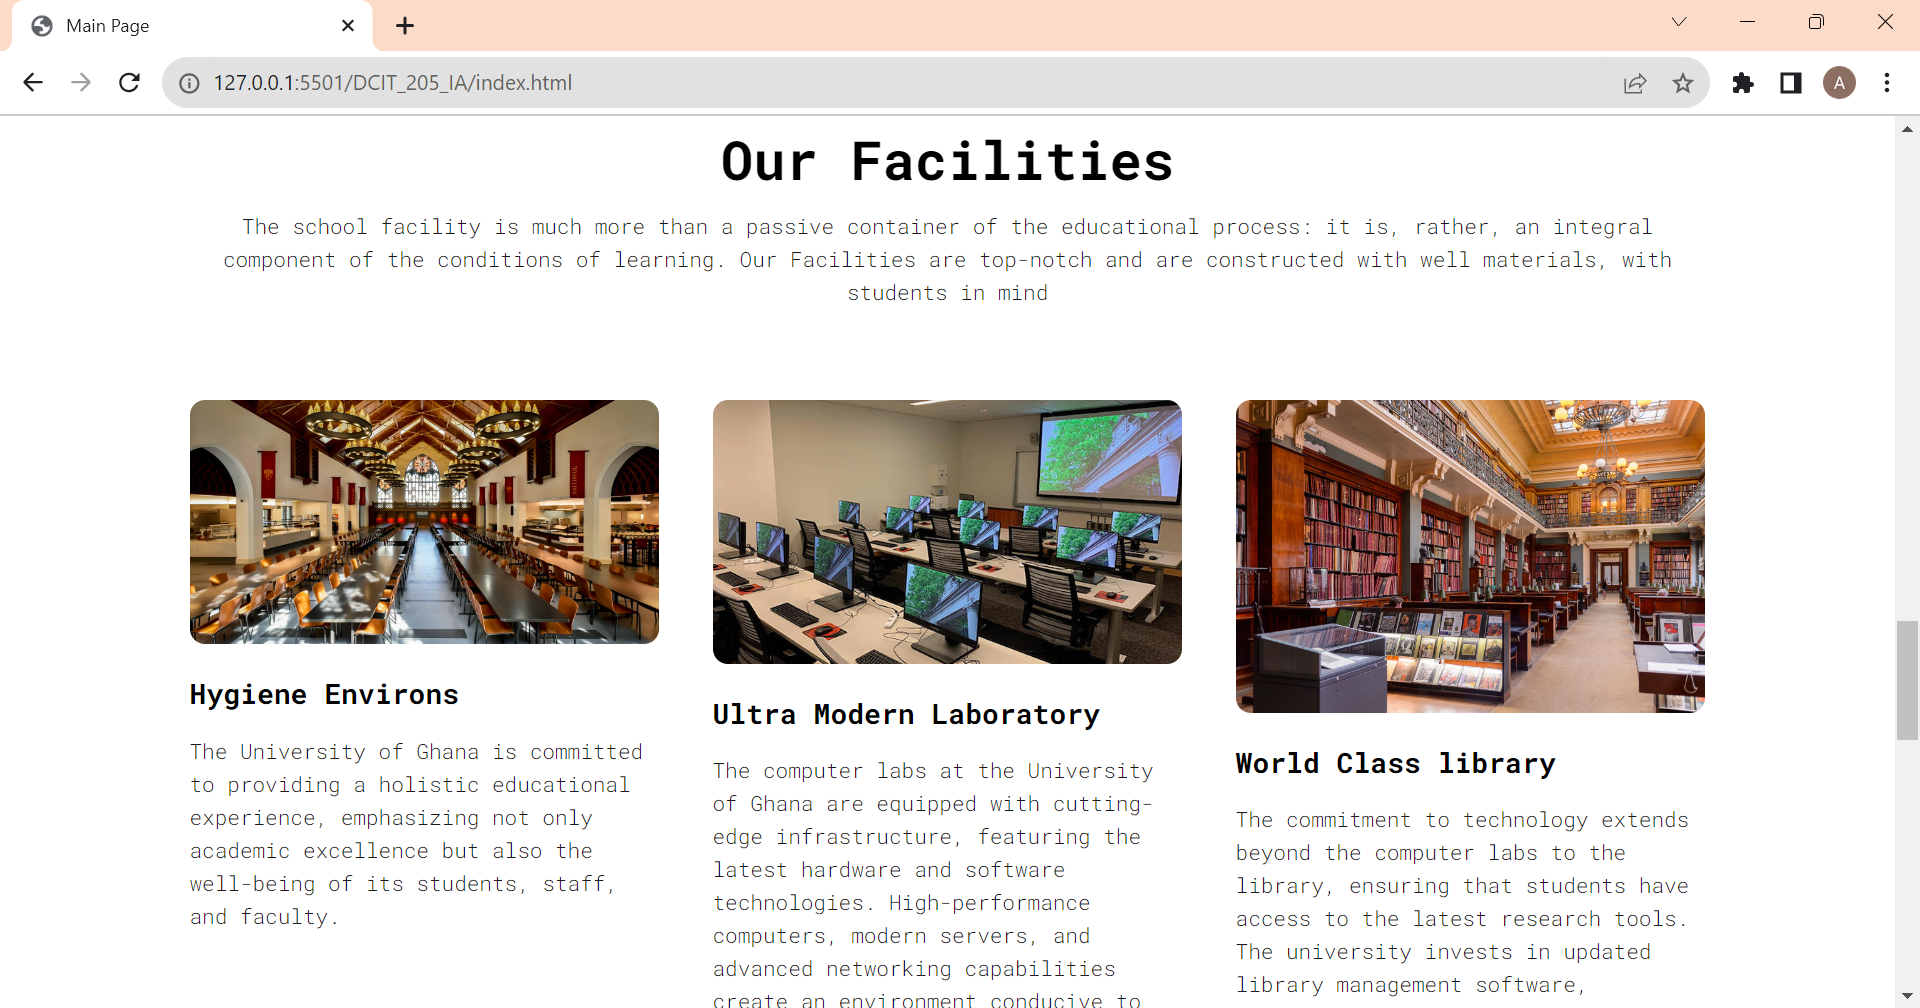 Main Page
127.0.0.1:5501/DCIT_205_IA/index.html
A
Our Facilities
The school facility is much more than a passive container of the educational process: it is, rather, an integral
component of the conditions of learning. Our Facilities are top-notch and are constructed with well materials, with
students in mind
Hygiene Environs
The University of Ghana is committed
to providing a holistic educational
experience, emphasizing not only
academic excellence but also the
well-being of its students, staff,
and faculty.
Ultra Modern Laboratory
The computer labs at the University
of Ghana are equipped with cutting-
edge infrastructure, featuring the
latest hardware and software
technologies. High-performance
computers, modern servers, and
advanced networking capabilities
create an environment conducive to
World Class library
The commitment to technology extends
beyond the computer labs to the
library, ensuring that students have
access to the latest research tools.
The university invests in updated
library management software,